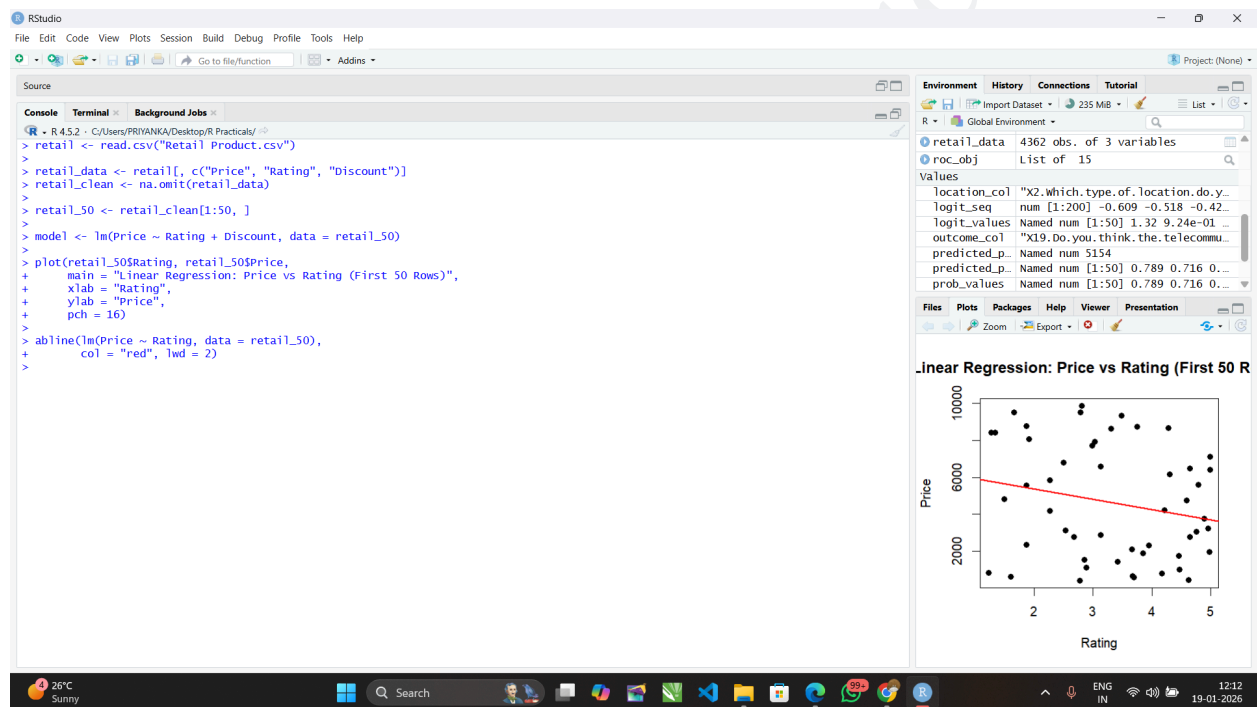 RStudio
File Edit Code View Plots Session Build Debug Profile Tools Help
Go to file/function
Addins
Project: (None)
Source
Console Terminal Background Jobs
R 4.5.2 · C:/Users/PRIYANKA/Desktop/R Practicals/
> retail <- read.csv("Retail Product.csv")
>
> retail_data <- retail[, c("Price", "Rating", "Discount")]
> retail_clean <- na.omit(retail_data)
>
> retail_50 <- retail_clean[1:50, ]
>
> model <- lm(Price ~ Rating + Discount, data = retail_50)
>
> plot(retail_50$Rating, retail_50$Price,
+ main = "Linear Regression: Price vs Rating (First 50 Rows)",
+ xlab = "Rating",
+ ylab = "Price",
+ pch = 16)
>
> abline(lm(Price ~ Rating, data = retail_50),
+ col = "red", lwd = 2)
>
Environment History Connections Tutorial
Import Dataset 235 MiB List
R Global Environment
retail_data 4362 obs. of 3 variables
roc_obj List of 15
Values
location_col "X2.Which.type.of.location.do.y…
logit_seq num [1:200] -0.609 -0.518 -0.42…
logit_values Named num [1:50] 1.32 9.24e-01 …
outcome_col "X19.Do.you.think.the.telecommu…
predicted_p… Named num 5154
predicted_p… Named num [1:50] 0.789 0.716 0.…
prob_values Named num [1:50] 0.789 0.716 0.…
Files Plots Packages Help Viewer Presentation
Zoom Export
Linear Regression: Price vs Rating (First 50 R
10000
6000
2000
Price
2 3 4 5
Rating
4
26°C
Sunny
Search
99+
ENG
IN
12:12
19-01-2026